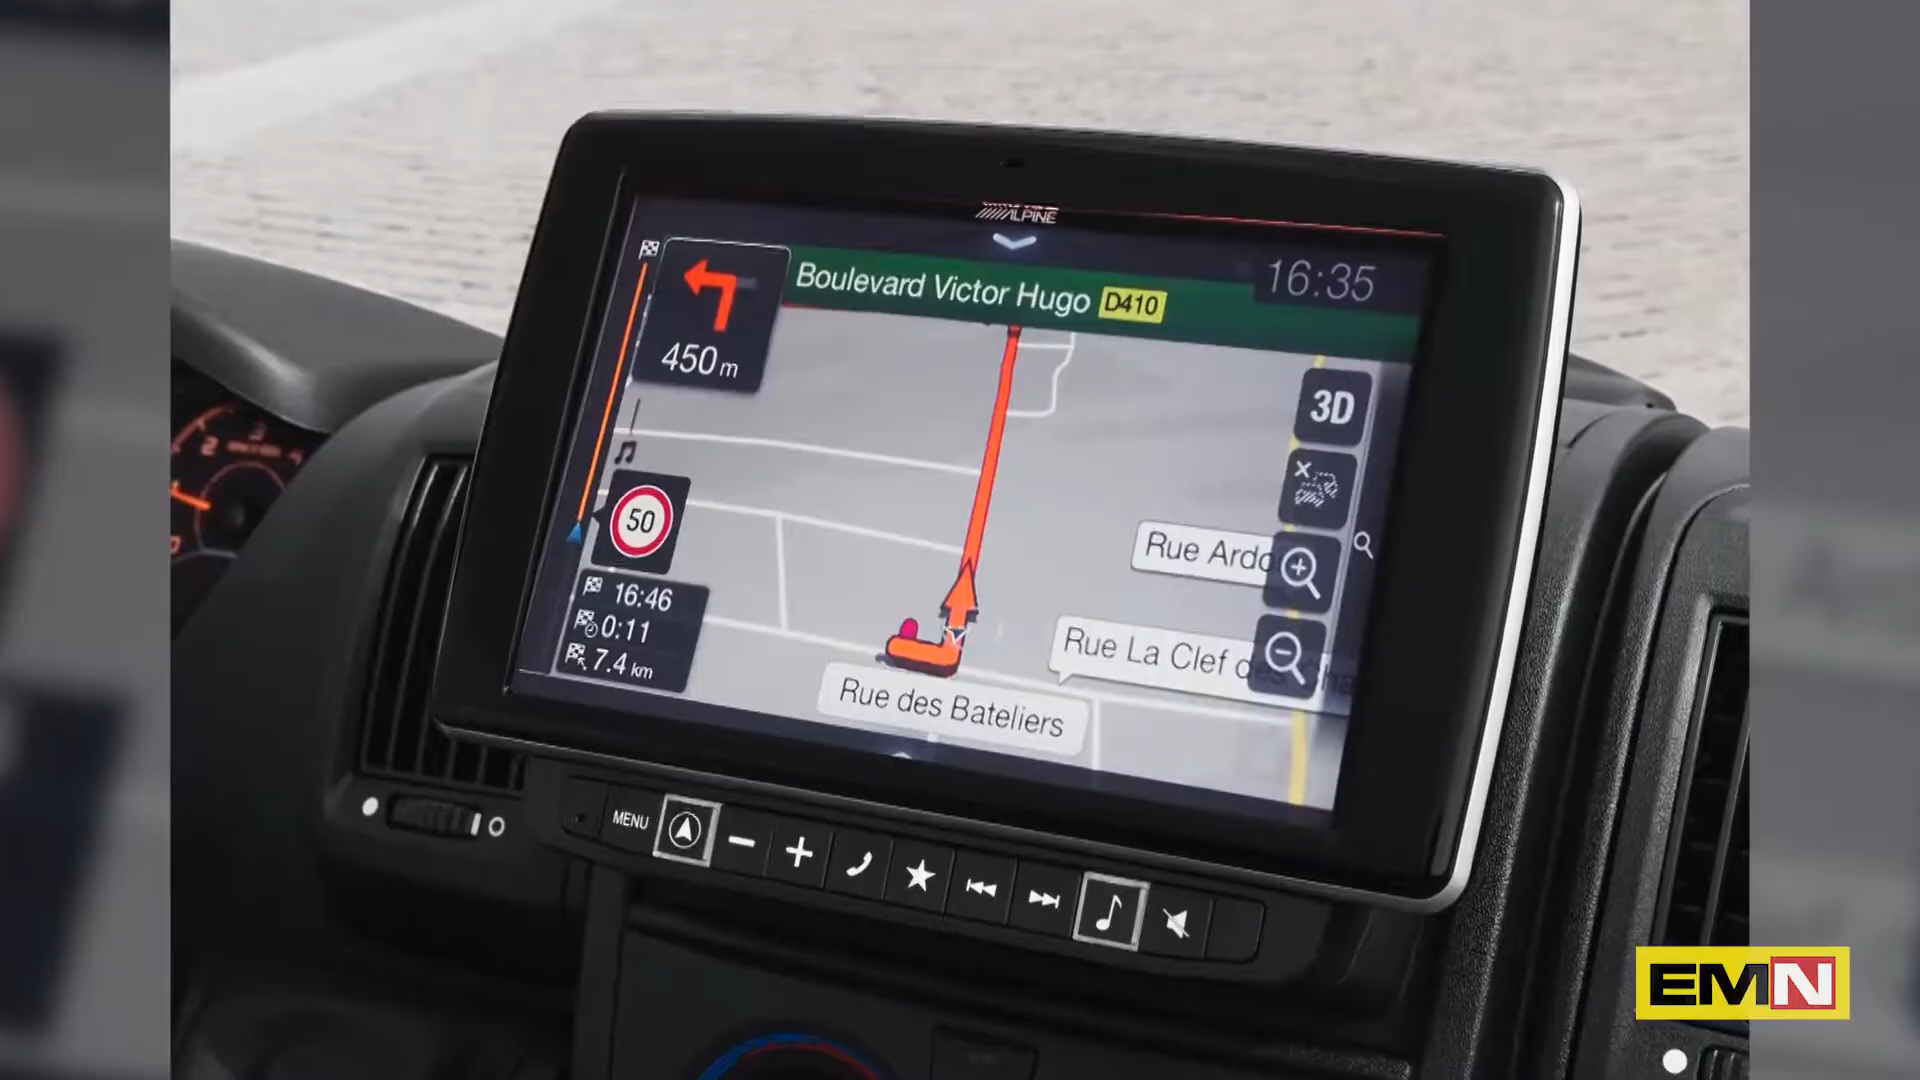 ALPINE
16:35
Boulevard Victor Hugo D410
450 m
3D
50
Rue Ardo
16:46
0:11
7.4 km
Rue La Clef
Rue des Bateliers
MENU
EMN